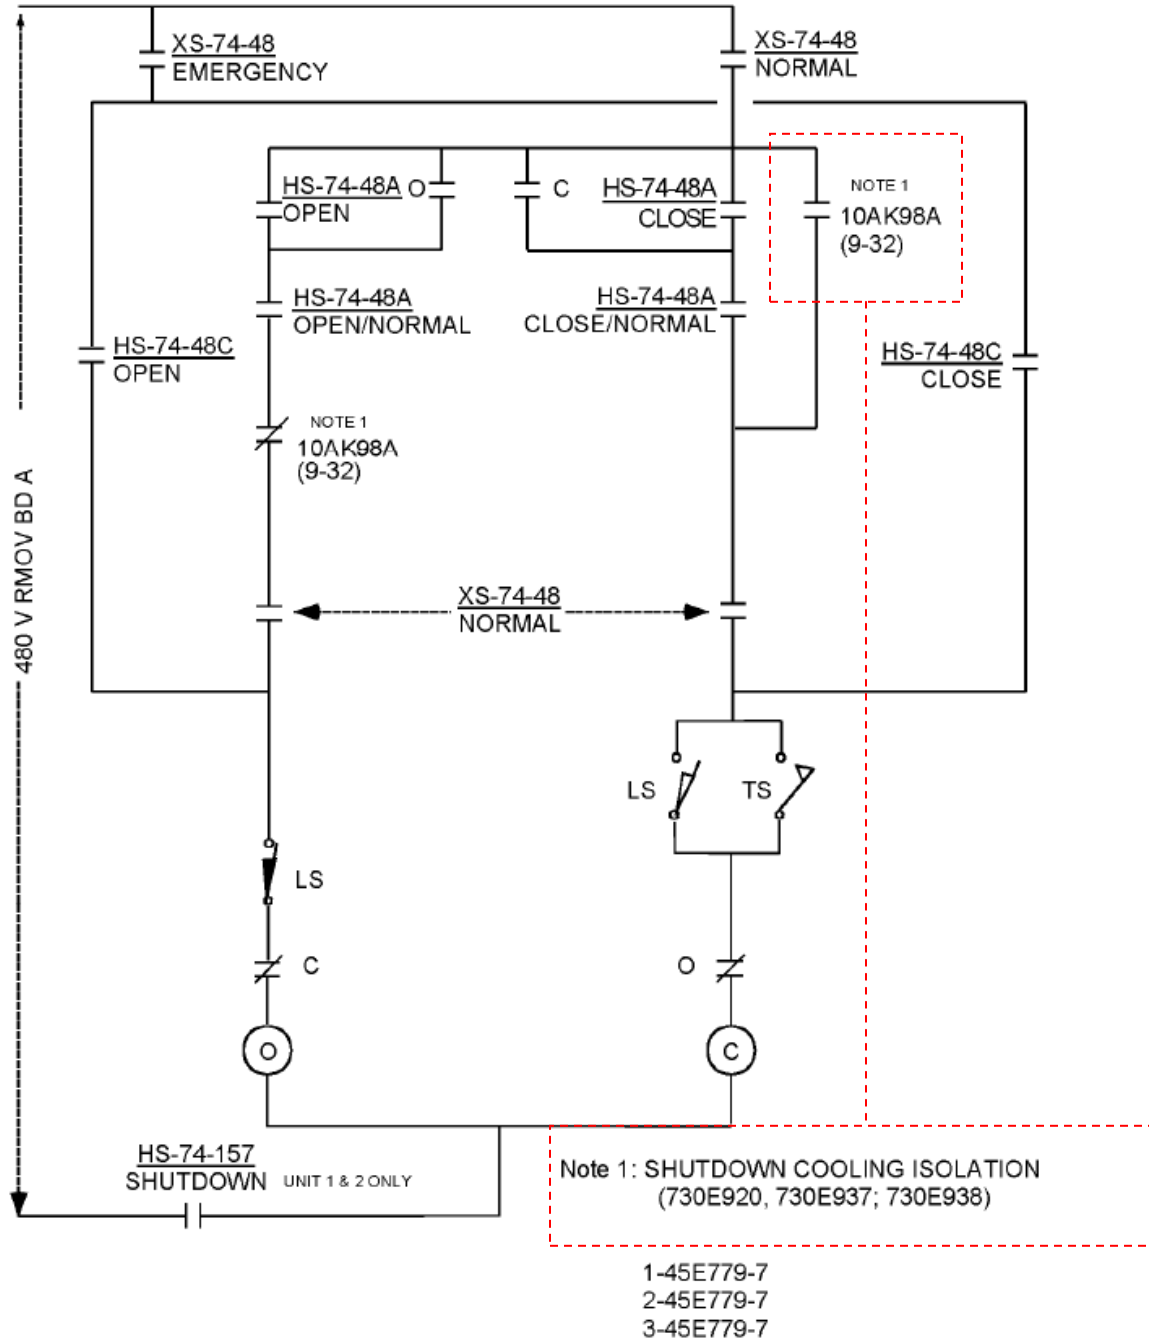 XS-74-48
EMERGENCY
XS-74-48
NORMAL
HS-74-48A
OPEN
O
C
HS-74-48A
CLOSE
NOTE 1
10AK98A
(9-32)
HS-74-48A
OPEN/NORMAL
HS-74-48A
CLOSE/NORMAL
HS-74-48C
OPEN
HS-74-48C
CLOSE
NOTE 1
10AK98A
(9-32)
480 V RMOV BD A
XS-74-48
NORMAL
LS
TS
LS
C
O
O
C
HS-74-157
SHUTDOWN UNIT 1 & 2 ONLY
Note 1: SHUTDOWN COOLING ISOLATION
(730E920, 730E937; 730E938)
1-45E779-7
2-45E779-7
3-45E779-7